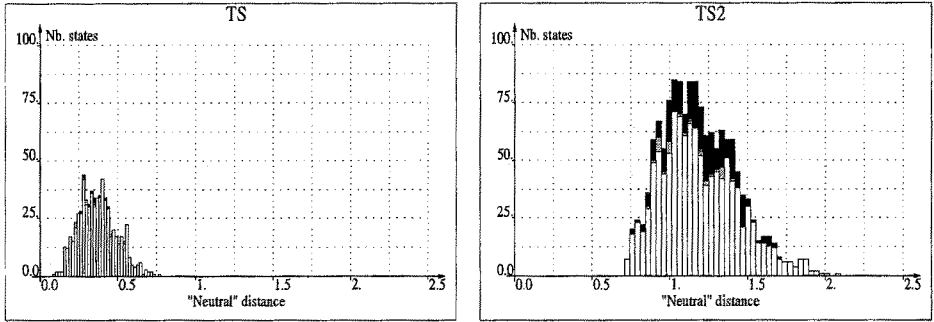 TS
Nb. states
100.
75.
50.
25.
0.0
0.0 0.5 1. 1.5 2. 2.5
"Neutral" distance
TS2
Nb. states
100.
75.
50.
25.
0.0
0.0 0.5 1. 1.5 2. 2.5
"Neutral" distance